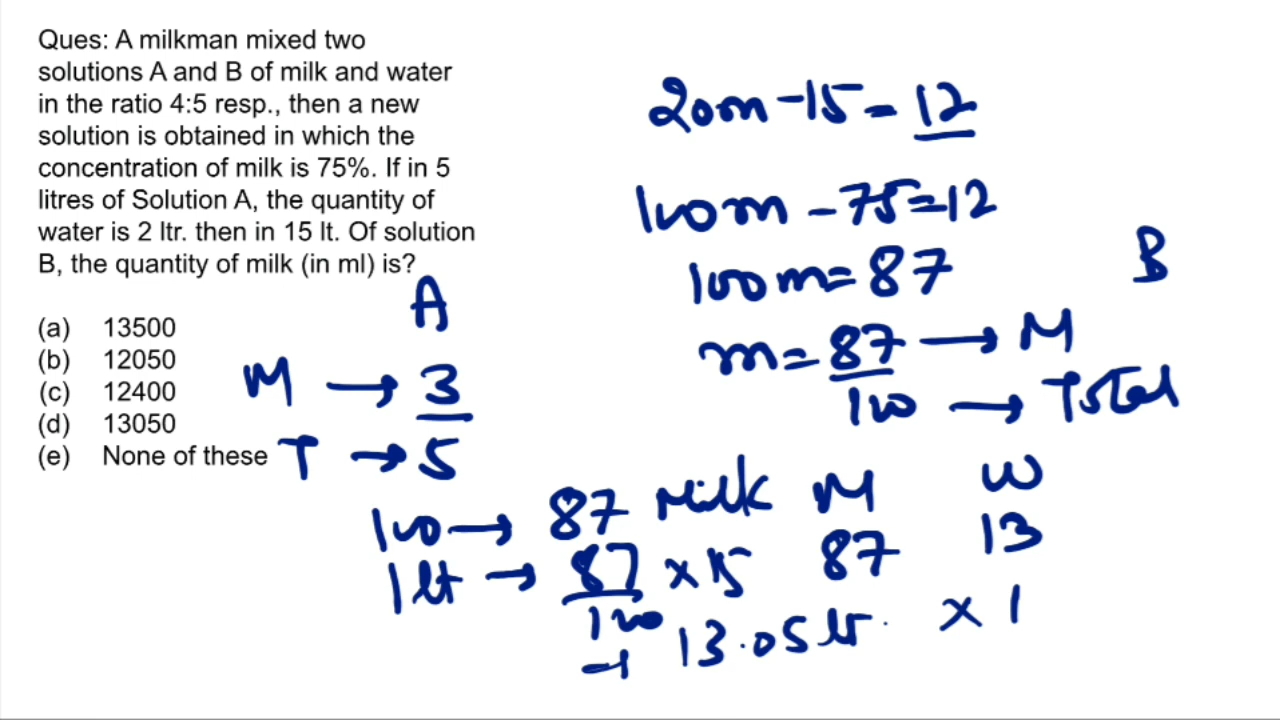 Ques: A milkman mixed two
solutions A and B of milk and water
in the ratio 4:5 resp., then a new
solution is obtained in which the
concentration of milk is 75%. If in 5
litres of Solution A, the quantity of
water is 2 ltr. then in 15 lt. Of solution
B, the quantity of milk (in ml) is?
(a) 13500
(b) 12050
(c) 12400
(d) 13050
(e) None of these
A
M → 3
T → 5
20m - 15 = 12
100m - 75 = 12
100m = 87
m = 87 → M
100 → Total
B
100 → 87 Milk
1 lt → 87 × 15
100
→ 13.05 lt.
M W
87 13
× 1